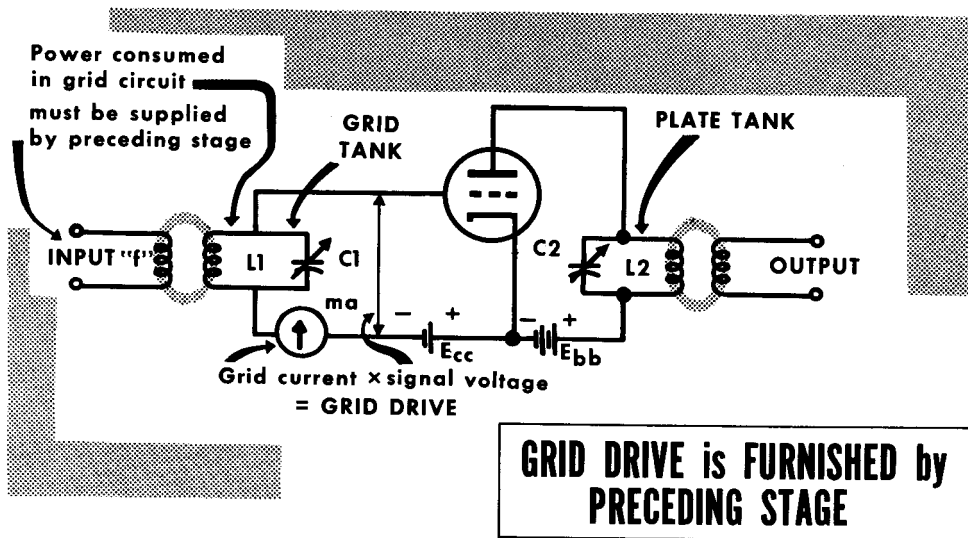 Power consumed
in grid circuit
must be supplied
by preceding stage
GRID
TANK
PLATE TANK
INPUT "f"
L1
C1
C2
L2
OUTPUT
ma
− +
Ecc
− +
Ebb
Grid current × signal voltage
= GRID DRIVE
GRID DRIVE is FURNISHED by
PRECEDING STAGE